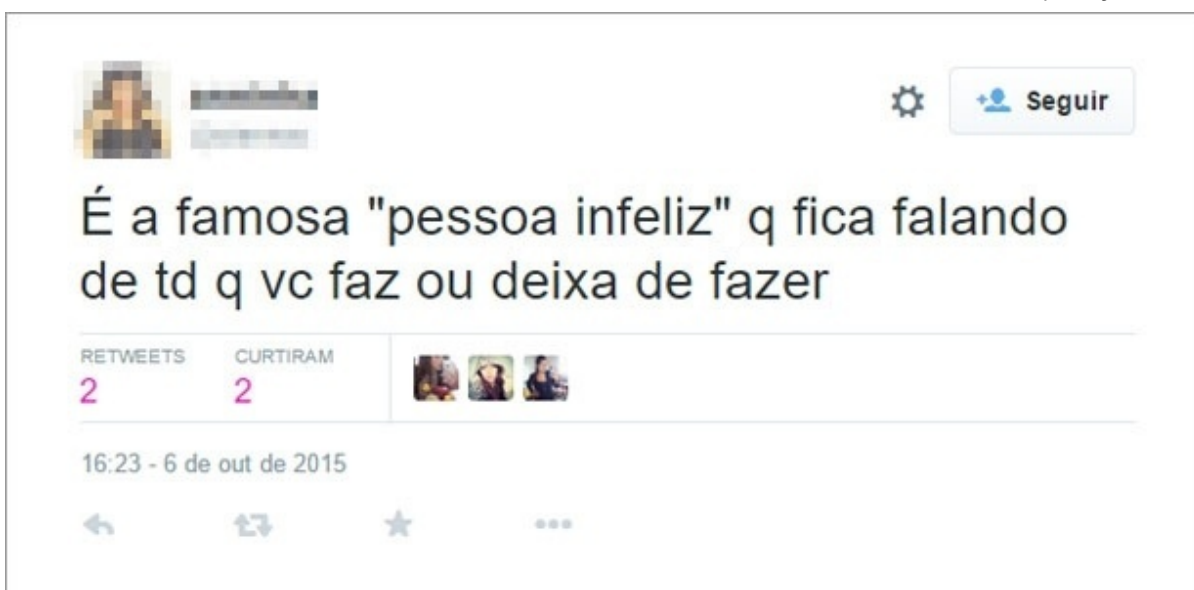 Seguir
É a famosa "pessoa infeliz" q fica falando
de td q vc faz ou deixa de fazer
RETWEETS CURTIRAM
2 2
16:23 - 6 de out de 2015